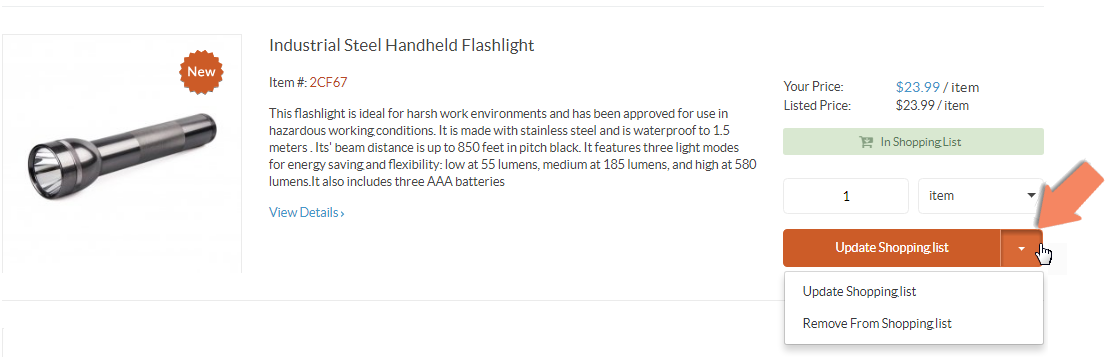 New
Industrial Steel Handheld Flashlight
Item #: 2CF67
This flashlight is ideal for harsh work environments and has been approved for use in
hazardous working conditions. It is made with stainless steel and is waterproof to 1.5
meters . Its' beam distance is up to 850 feet in pitch black. It features three light modes
for energy saving and flexibility: low at 55 lumens, medium at 185 lumens, and high at 580
lumens.It also includes three AAA batteries
View Details ›
Your Price: $23.99 / item
Listed Price: $23.99 / item
In Shopping List
1 item
Update Shopping list
Update Shopping list
Remove From Shopping list